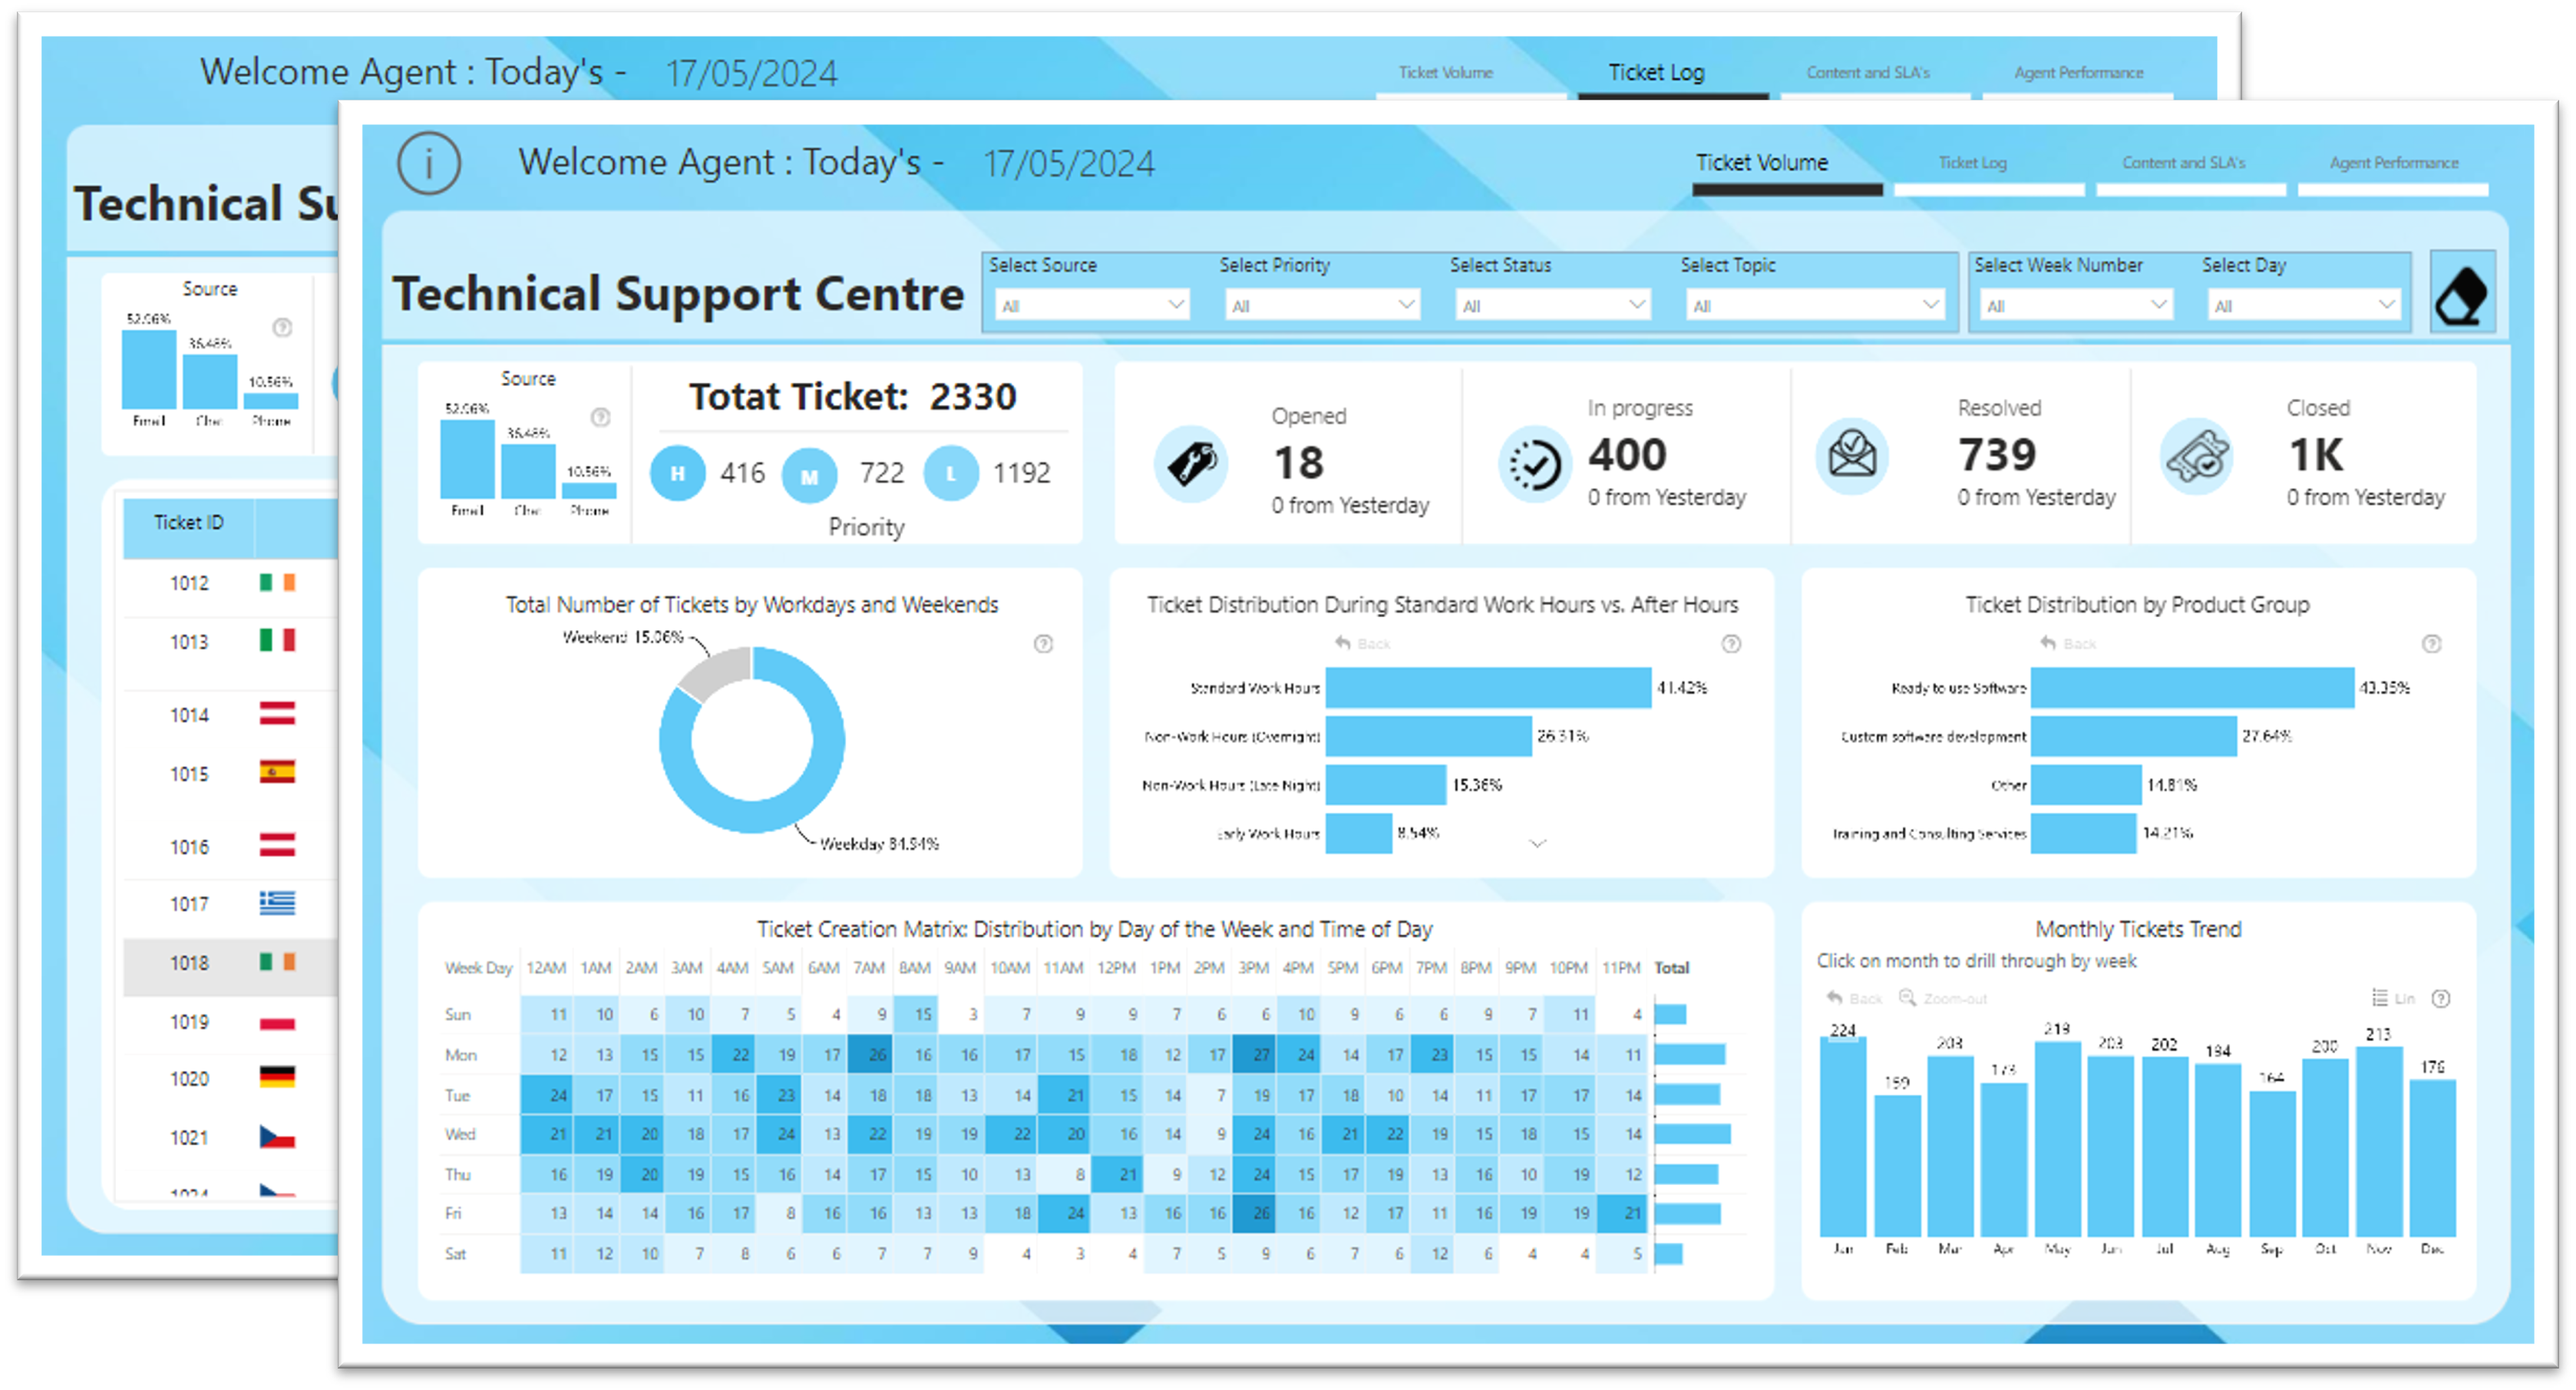 Welcome Agent : Today's - 17/05/2024
Ticket Volume
Ticket Log
Content and SLA's
Agent Performance
Technical Su
Source
52.96%
36.48%
10.56%
Email Chat Phone
Ticket ID
1012
1013
1014
1015
1016
1017
1018
1019
1020
1021
Welcome Agent : Today's - 17/05/2024
Ticket Volume
Ticket Log
Content and SLA's
Agent Performance
Technical Support Centre
Select Source
All
Select Priority
All
Select Status
All
Select Topic
All
Select Week Number
All
Select Day
All
Source
52.96%
36.48%
10.56%
Email Chat Phone
Totat Ticket: 2330
H 416 M 722 L 1192
Priority
Opened
18
0 from Yesterday
In progress
400
0 from Yesterday
Resolved
739
0 from Yesterday
Closed
1K
0 from Yesterday
Total Number of Tickets by Workdays and Weekends
Weekend 15.06%
Weekday 84.94%
Ticket Distribution During Standard Work Hours vs. After Hours
Back
Standard Work Hours 41.42%
Non-Work Hours (Overnight) 26.31%
Non-Work Hours (Late Night) 15.36%
Early Work Hours 8.54%
Ticket Distribution by Product Group
Back
Ready to use Software 43.35%
Custom software development 27.64%
Other 14.81%
Training and Consulting Services 14.21%
Ticket Creation Matrix: Distribution by Day of the Week and Time of Day
Week Day 12AM 1AM 2AM 3AM 4AM 5AM 6AM 7AM 8AM 9AM 10AM 11AM 12PM 1PM 2PM 3PM 4PM 5PM 6PM 7PM 8PM 9PM 10PM 11PM Total
Sun 11 10 6 10 7 5 4 9 15 3 7 9 9 7 6 6 10 9 6 6 9 7 11 4
Mon 12 13 15 15 22 19 17 26 16 16 17 15 18 12 17 27 24 14 17 23 15 15 14 11
Tue 24 17 15 11 16 23 14 18 18 13 14 21 15 14 7 19 17 18 10 14 11 17 17 14
Wed 21 21 20 18 17 24 13 22 19 19 22 20 16 14 9 24 16 21 22 19 15 18 15 14
Thu 16 19 20 19 15 16 14 17 15 10 13 8 21 9 12 24 15 17 19 13 16 10 19 12
Fri 13 14 14 16 17 8 16 16 13 13 18 24 13 16 16 26 16 12 17 11 16 19 19 21
Sat 11 12 10 7 8 6 6 7 7 9 4 3 4 7 5 9 6 7 6 12 6 4 4 5
Monthly Tickets Trend
Click on month to drill through by week
Back Zoom-out Lin
224 159 203 173 219 203 202 194 164 200 213 176
Jan Feb Mar Apr May Jun Jul Aug Sep Oct Nov Dec